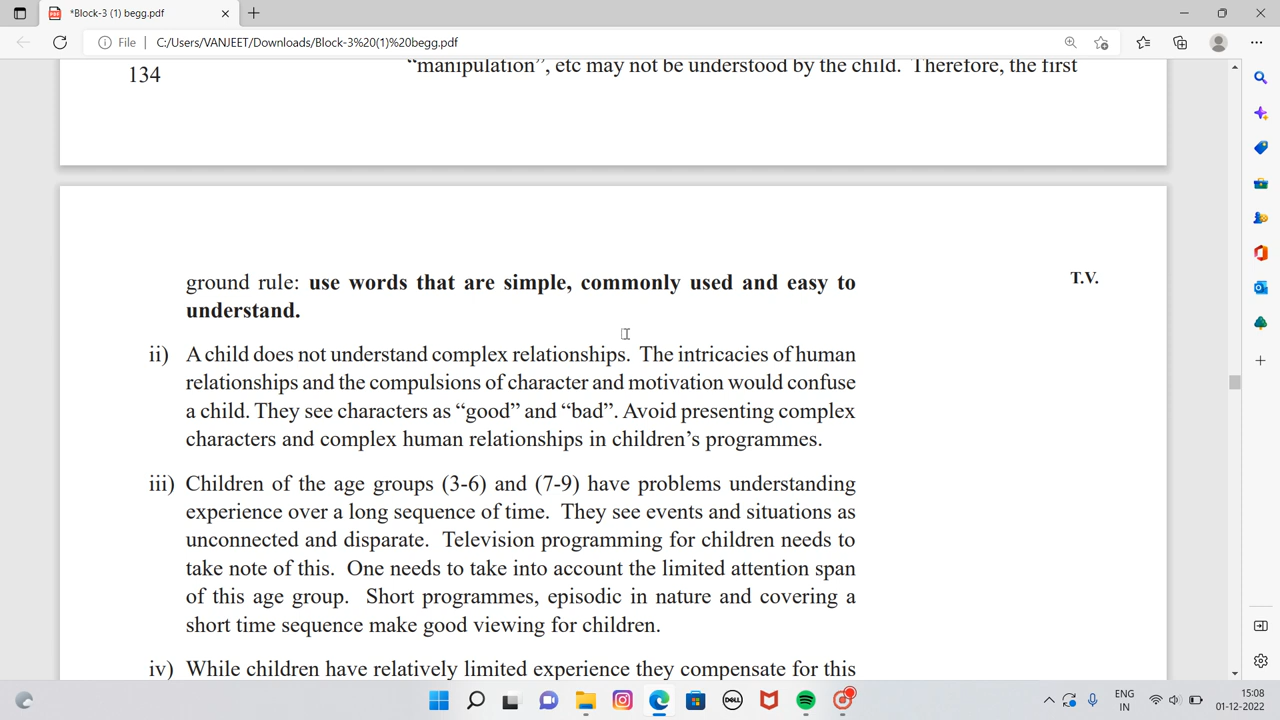 *Block-3 (1) begg.pdf
File
C:/Users/VANJEET/Downloads/Block-3%20(1)%20begg.pdf
134
“manipulation”, etc may not be understood by the child. Therefore, the first
ground rule: use words that are simple, commonly used and easy to
understand.
T.V.
ii) A child does not understand complex relationships. The intricacies of human
relationships and the compulsions of character and motivation would confuse
a child. They see characters as “good” and “bad”. Avoid presenting complex
characters and complex human relationships in children’s programmes.
iii) Children of the age groups (3-6) and (7-9) have problems understanding
experience over a long sequence of time. They see events and situations as
unconnected and disparate. Television programming for children needs to
take note of this. One needs to take into account the limited attention span
of this age group. Short programmes, episodic in nature and covering a
short time sequence make good viewing for children.
iv) While children have relatively limited experience they compensate for this
DELL
ENG
IN
15:08
01-12-2022